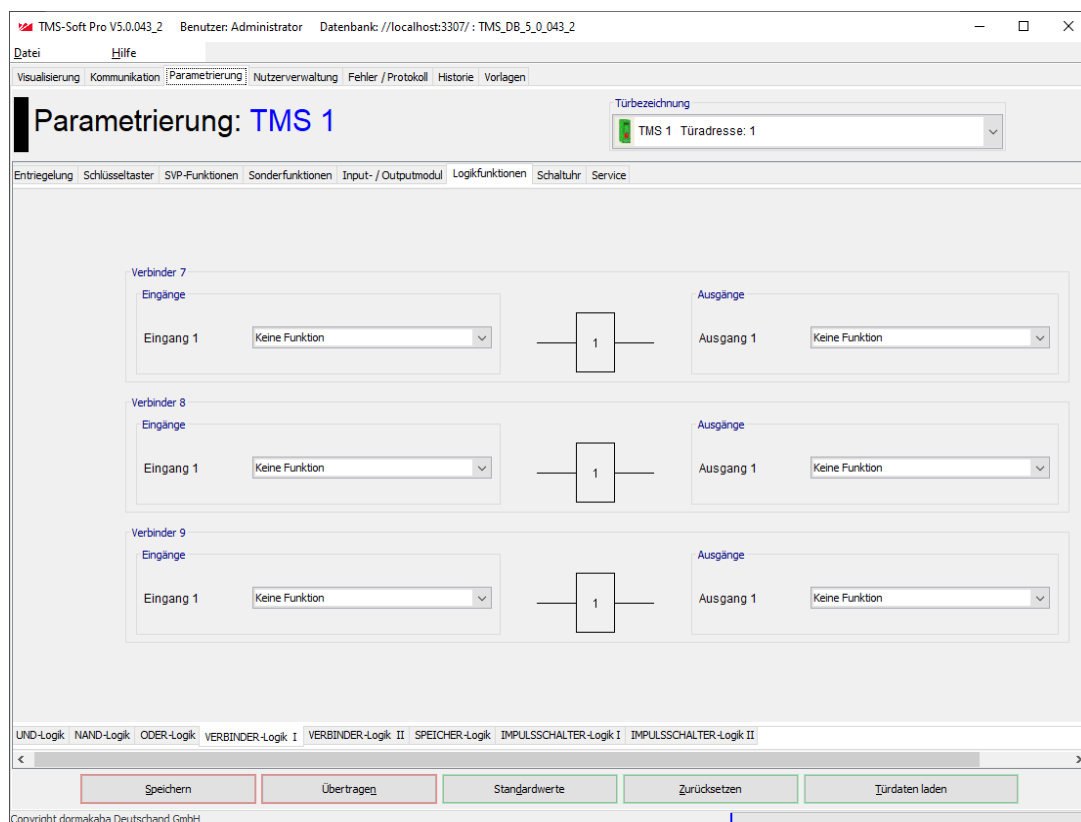 TMS-Soft Pro V5.0.043_2 Benutzer: Administrator Datenbank: //localhost:3307/ : TMS_DB_5_0_043_2
Datei Hilfe
Visualisierung Kommunikation Parametrierung Nutzerverwaltung Fehler / Protokoll Historie Vorlagen
Parametrierung: TMS 1
Türbezeichnung
TMS 1 Türadresse: 1
Entriegelung Schlüsseltaster SVP-Funktionen Sonderfunktionen Input- / Outputmodul Logikfunktionen Schaltuhr Service
Verbinder 7
Eingänge Ausgänge
Eingang 1 Keine Funktion 1 Ausgang 1 Keine Funktion
Verbinder 8
Eingänge Ausgänge
Eingang 1 Keine Funktion 1 Ausgang 1 Keine Funktion
Verbinder 9
Eingänge Ausgänge
Eingang 1 Keine Funktion 1 Ausgang 1 Keine Funktion
UND-Logik NAND-Logik ODER-Logik VERBINDER-Logik I VERBINDER-Logik II SPEICHER-Logik IMPULSSCHALTER-Logik I IMPULSSCHALTER-Logik II
Speichern Übertragen Standardwerte Zurücksetzen Türdaten laden
Copyright dormakaba Deutschand GmbH